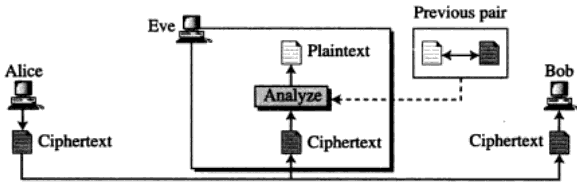 Previous pair
Eve
Plaintext
Alice
Analyze
Bob
Ciphertext
Ciphertext
Ciphertext